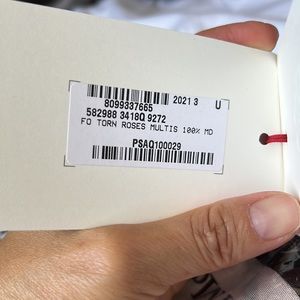 8099337665 2021 3 U
582988 3418Q 9272
FO TORN ROSES MULTIS 100% MD
PSAQ100029